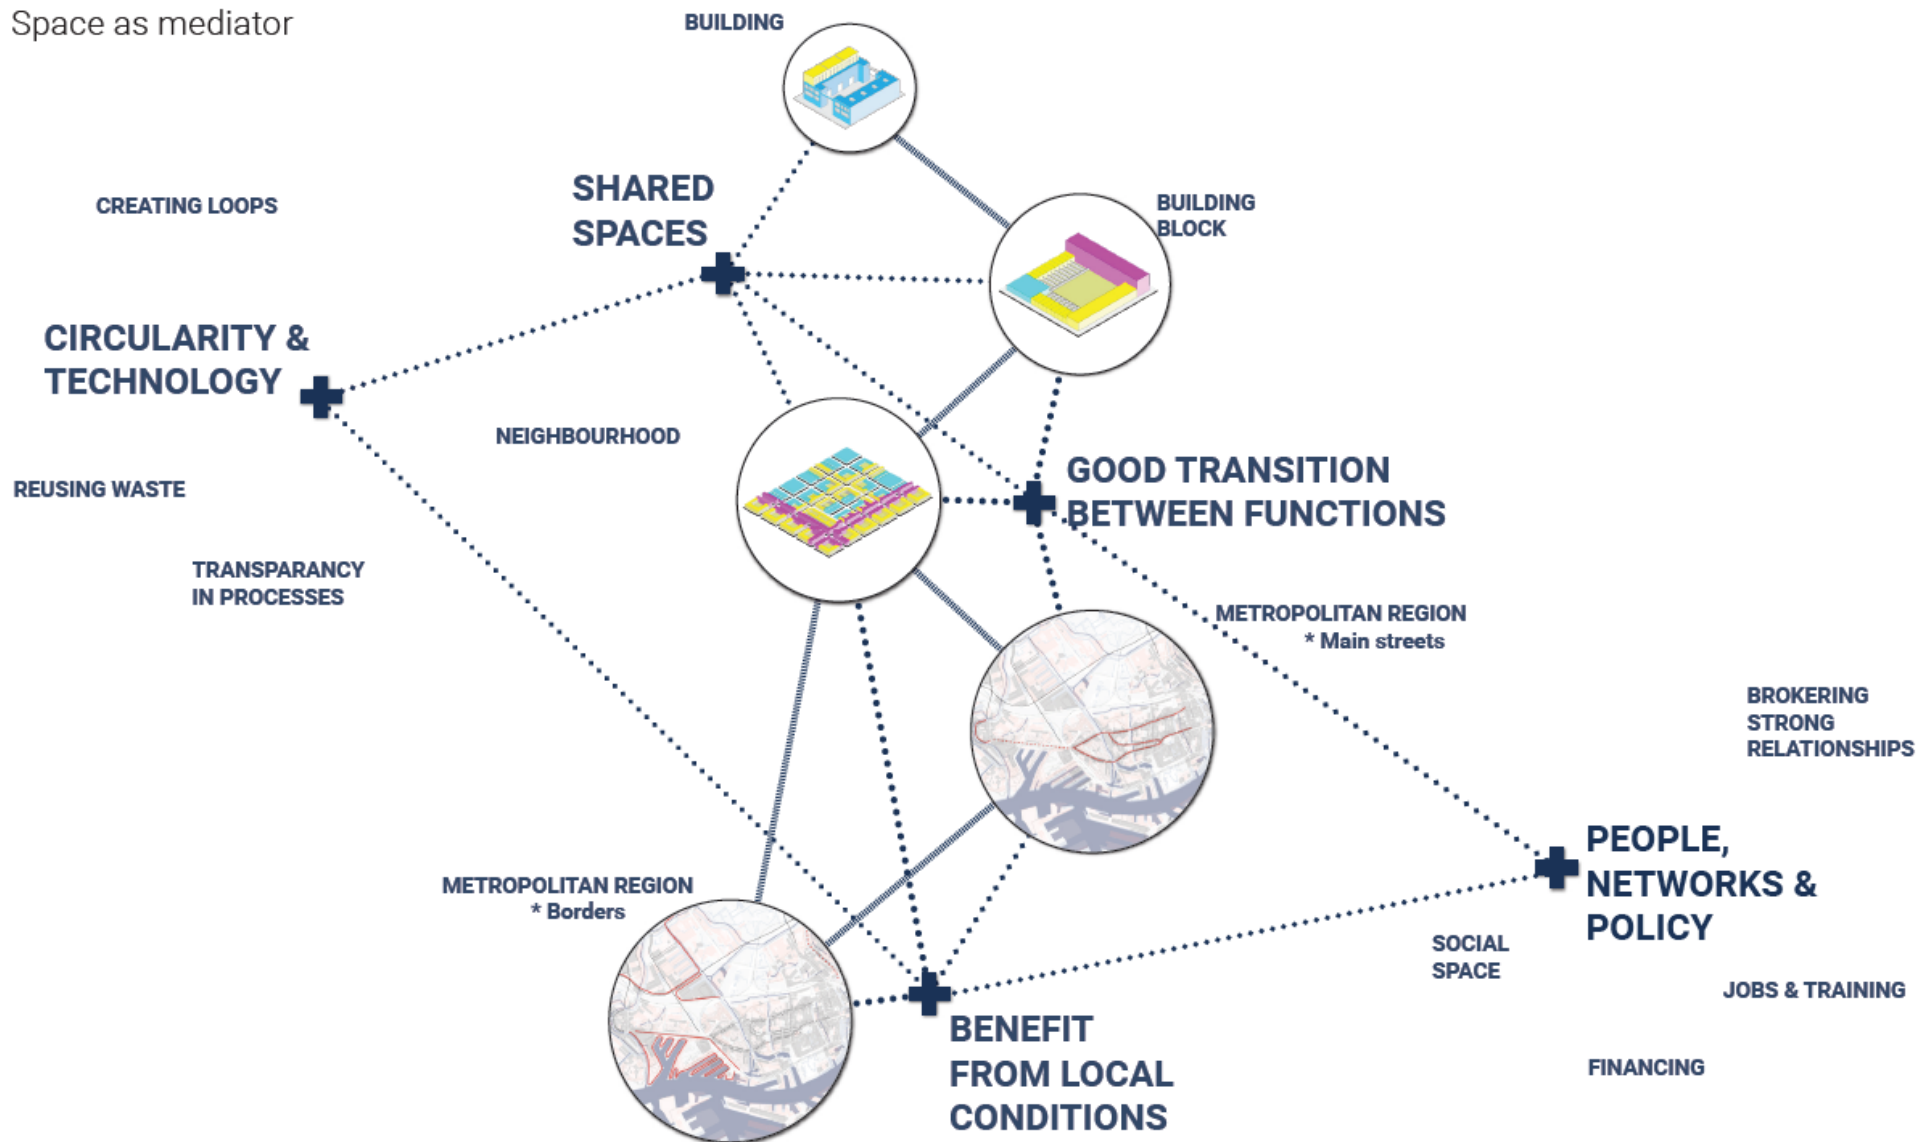 Space as mediator
BUILDING
SHARED
SPACES
CREATING LOOPS
BUILDING
BLOCK
CIRCULARITY &
TECHNOLOGY
NEIGHBOURHOOD
GOOD TRANSITION
BETWEEN FUNCTIONS
REUSING WASTE
TRANSPARANCY
IN PROCESSES
METROPOLITAN REGION
* Main streets
BROKERING
STRONG
RELATIONSHIPS
PEOPLE,
NETWORKS &
POLICY
METROPOLITAN REGION
* Borders
SOCIAL
SPACE
JOBS & TRAINING
BENEFIT
FROM LOCAL
CONDITIONS
FINANCING